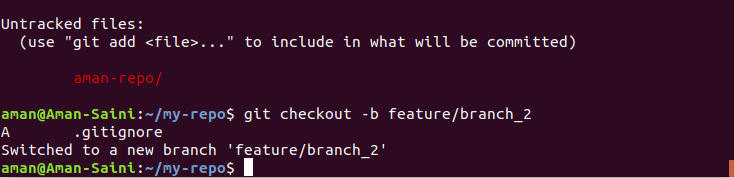 Untracked files:
  (use "git add <file>..." to include in what will be committed)
        aman-repo/
aman@Aman-Saini:~/my-repo$ git checkout -b feature/branch_2
A       .gitignore
Switched to a new branch 'feature/branch_2'
aman@Aman-Saini:~/my-repo$